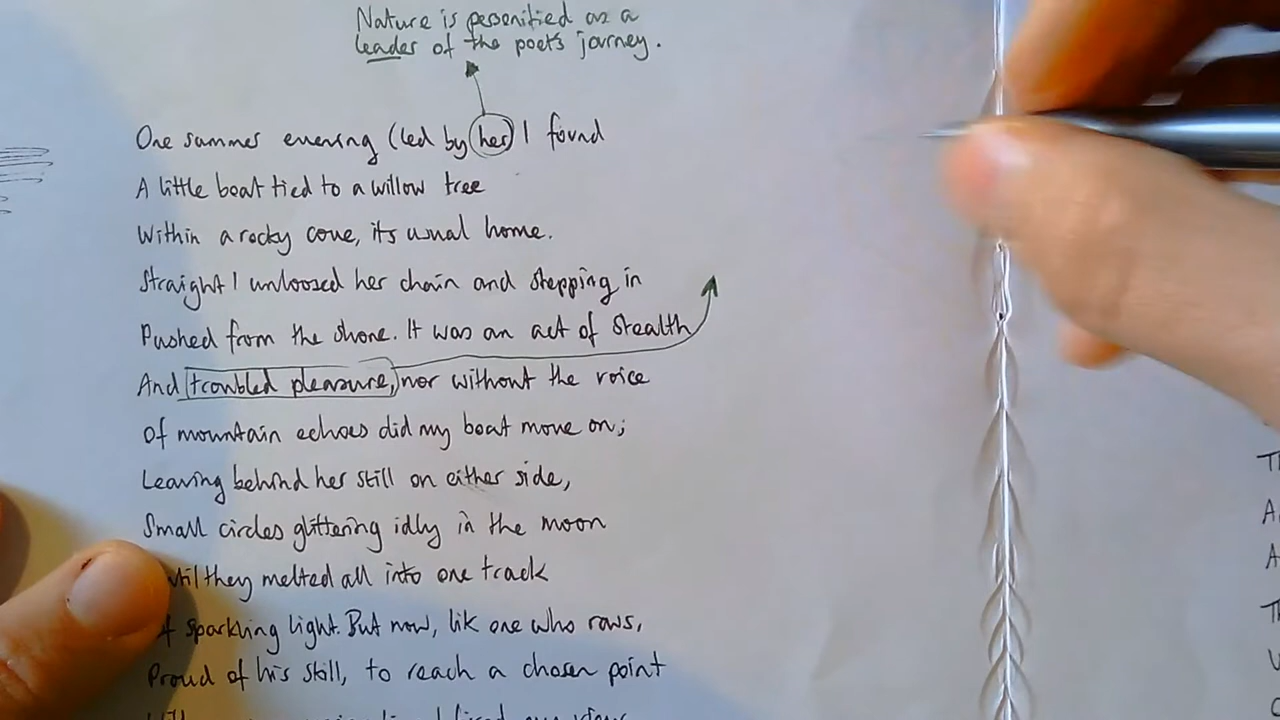 Nature is personified as a
leader of the poet's journey.
One summer evening (led by her) I found
A little boat tied to a willow tree
Within a rocky cove, its usual home.
Straight I unloosed her chain and stepping in
Pushed from the shore. It was an act of stealth
And troubled pleasure, nor without the voice
Of mountain echoes did my boat move on;
Leaving behind her still on either side,
Small circles glittering idly in the moon
they melted all into one track
sparkling light. But now, lik one who rows,
Proud of his skill, to reach a chosen point